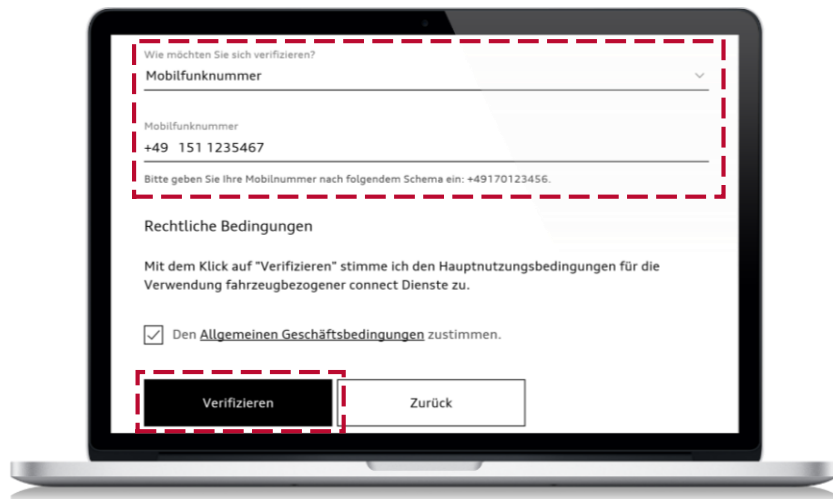 Wie möchten Sie sich verifizieren?
Mobilfunknummer
Mobilfunknummer
+49 151 1235467
Bitte geben Sie Ihre Mobilnummer nach folgendem Schema ein: +49170123456.
Rechtliche Bedingungen
Mit dem Klick auf "Verifizieren" stimme ich den Hauptnutzungsbedingungen für die
Verwendung fahrzeugbezogener connect Dienste zu.
Den Allgemeinen Geschäftsbedingungen zustimmen.
Verifizieren
Zurück